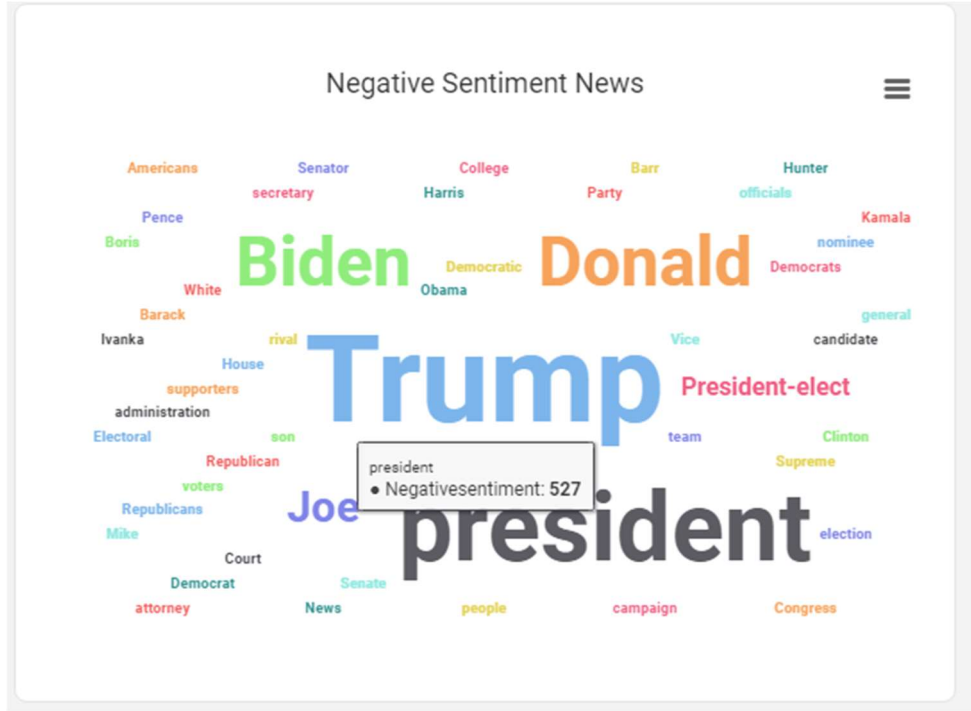 Negative Sentiment News
Americans Senator College Barr Hunter
secretary Harris Party officials
Pence Kamala
Boris Biden Donald nominee
Democratic Democrats
White Obama
Barack general
Ivanka rival Vice candidate
House Trump
supporters President-elect
administration
Electoral son team Clinton
Republican Supreme
president
voters • Negativesentiment: 527
Republicans Joe president
Mike election
Court
Democrat Senate
attorney News people campaign Congress